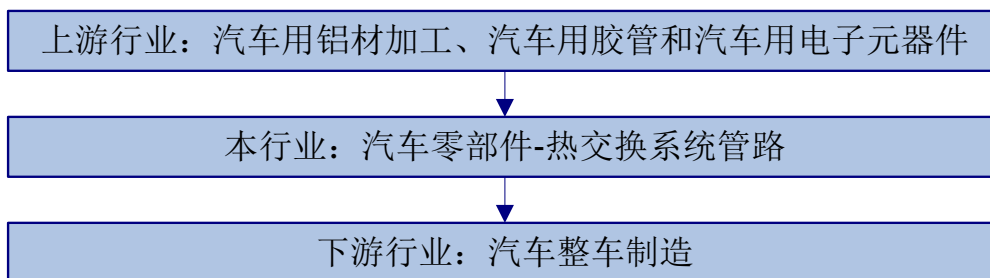 上游行业：汽车用铝材加工、汽车用胶管和汽车用电子元器件
本行业：汽车零部件-热交换系统管路
下游行业：汽车整车制造